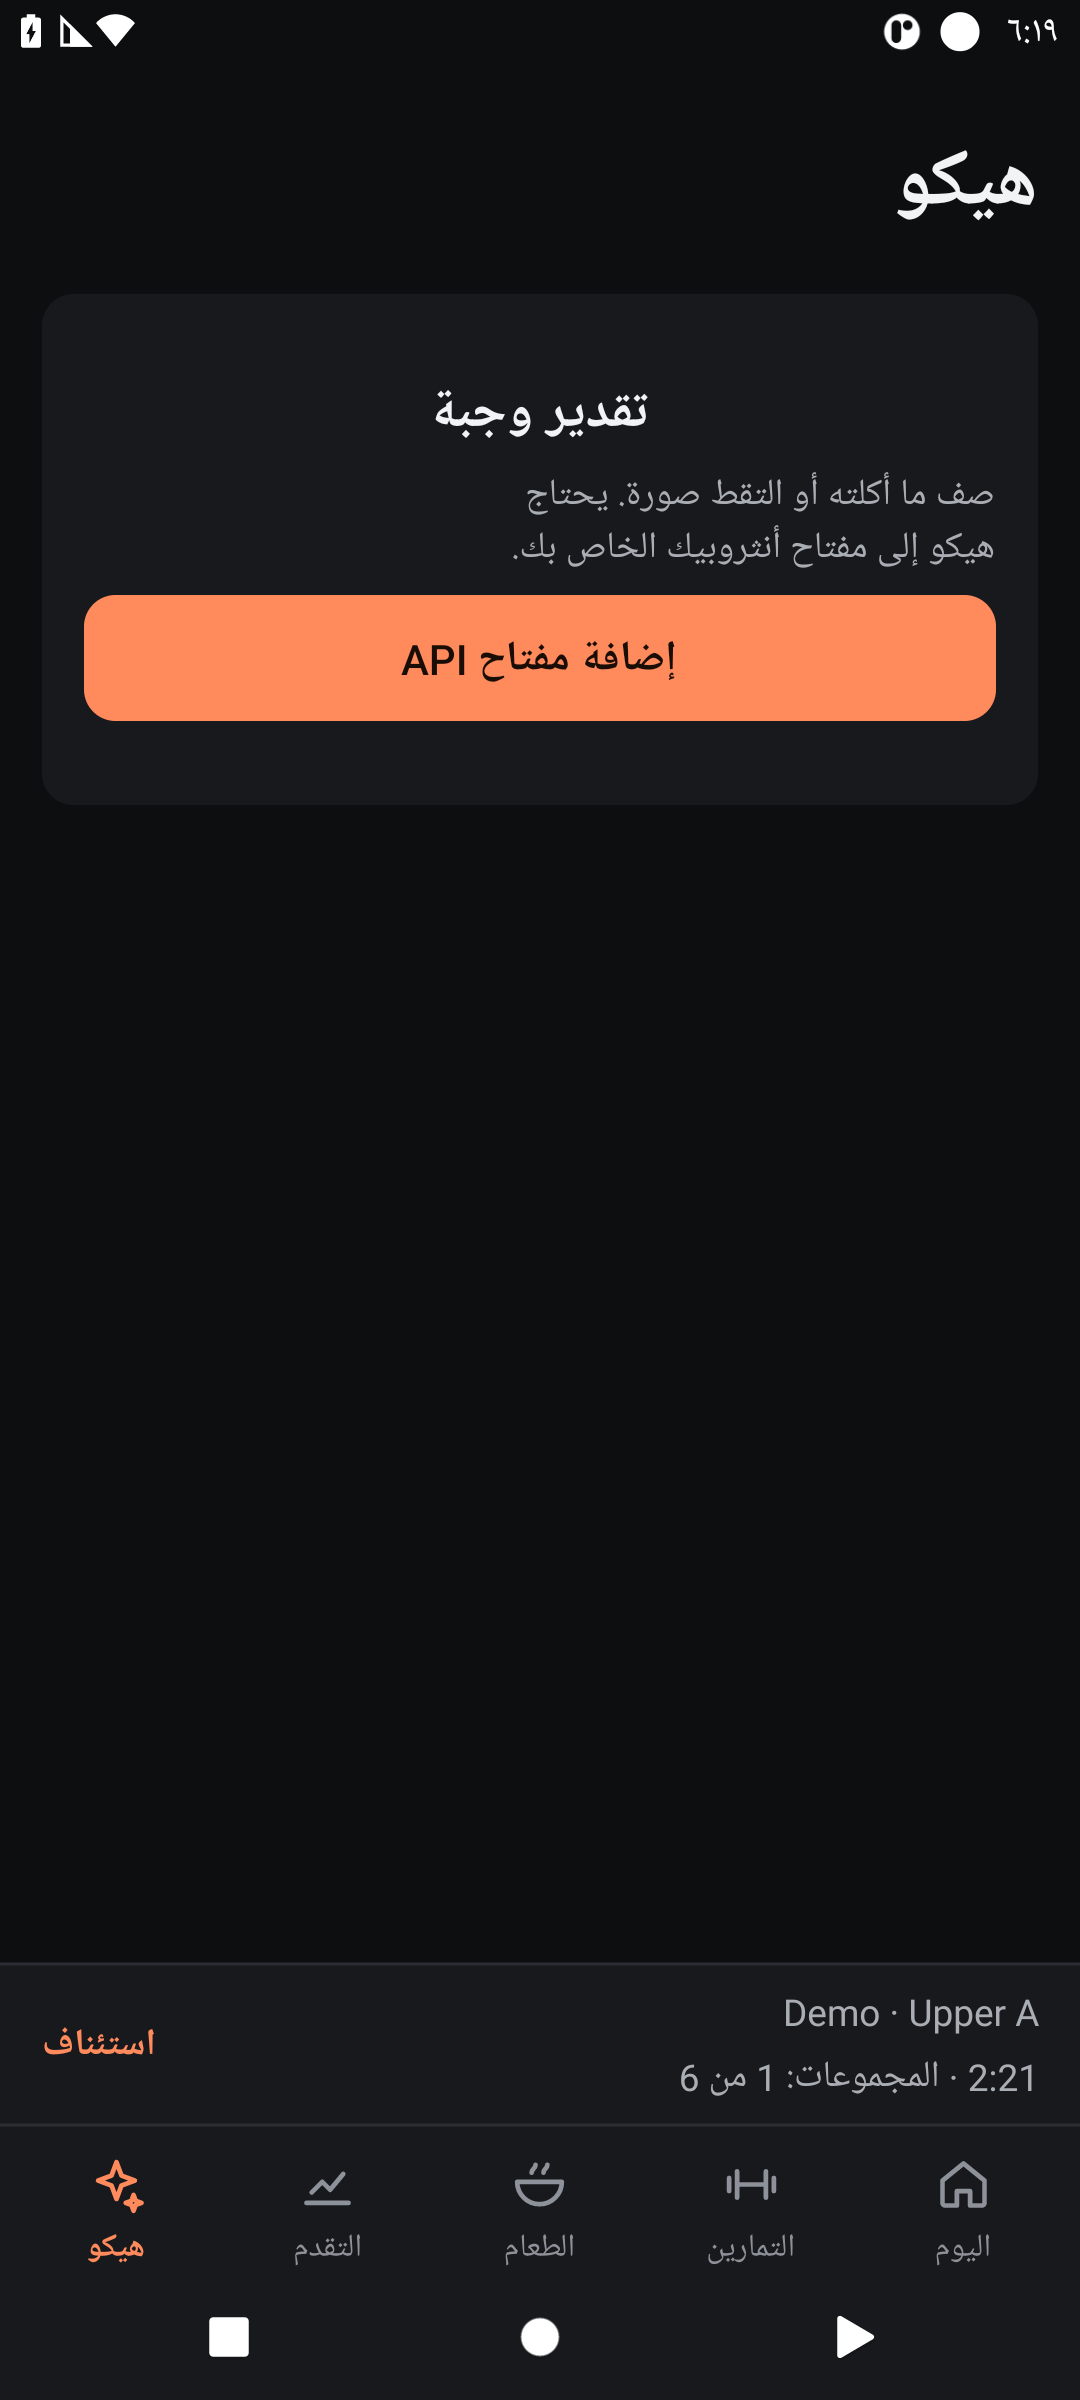 ٦:١٩
هيكو
تقدير وجبة
صف ما أكلته أو التقط صورة. يحتاج
هيكو إلى مفتاح أنثروبيك الخاص بك.
إضافة مفتاح API
Demo · Upper A
2:21 · المجموعات: 1 من 6
استئناف
اليوم
التمارين
الطعام
التقدم
هيكو